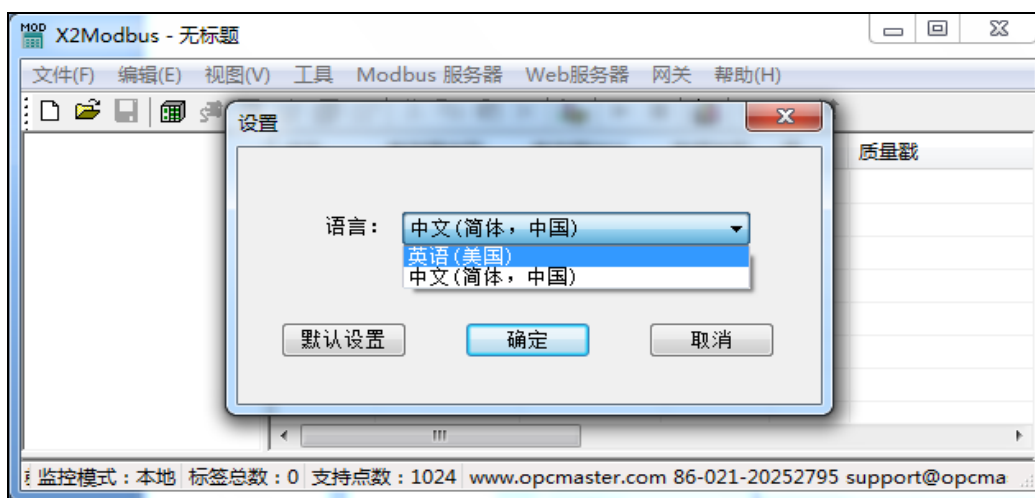 MOD X2Modbus - 无标题
文件(F) 编辑(E) 视图(V) 工具 Modbus 服务器 Web服务器 网关 帮助(H)
设置
质量戳
语言： 中文(简体，中国)
英语(美国)
中文(简体，中国)
默认设置 确定 取消
监控模式：本地 标签总数：0 支持点数：1024 www.opcmaster.com 86-021-20252795 support@opcma